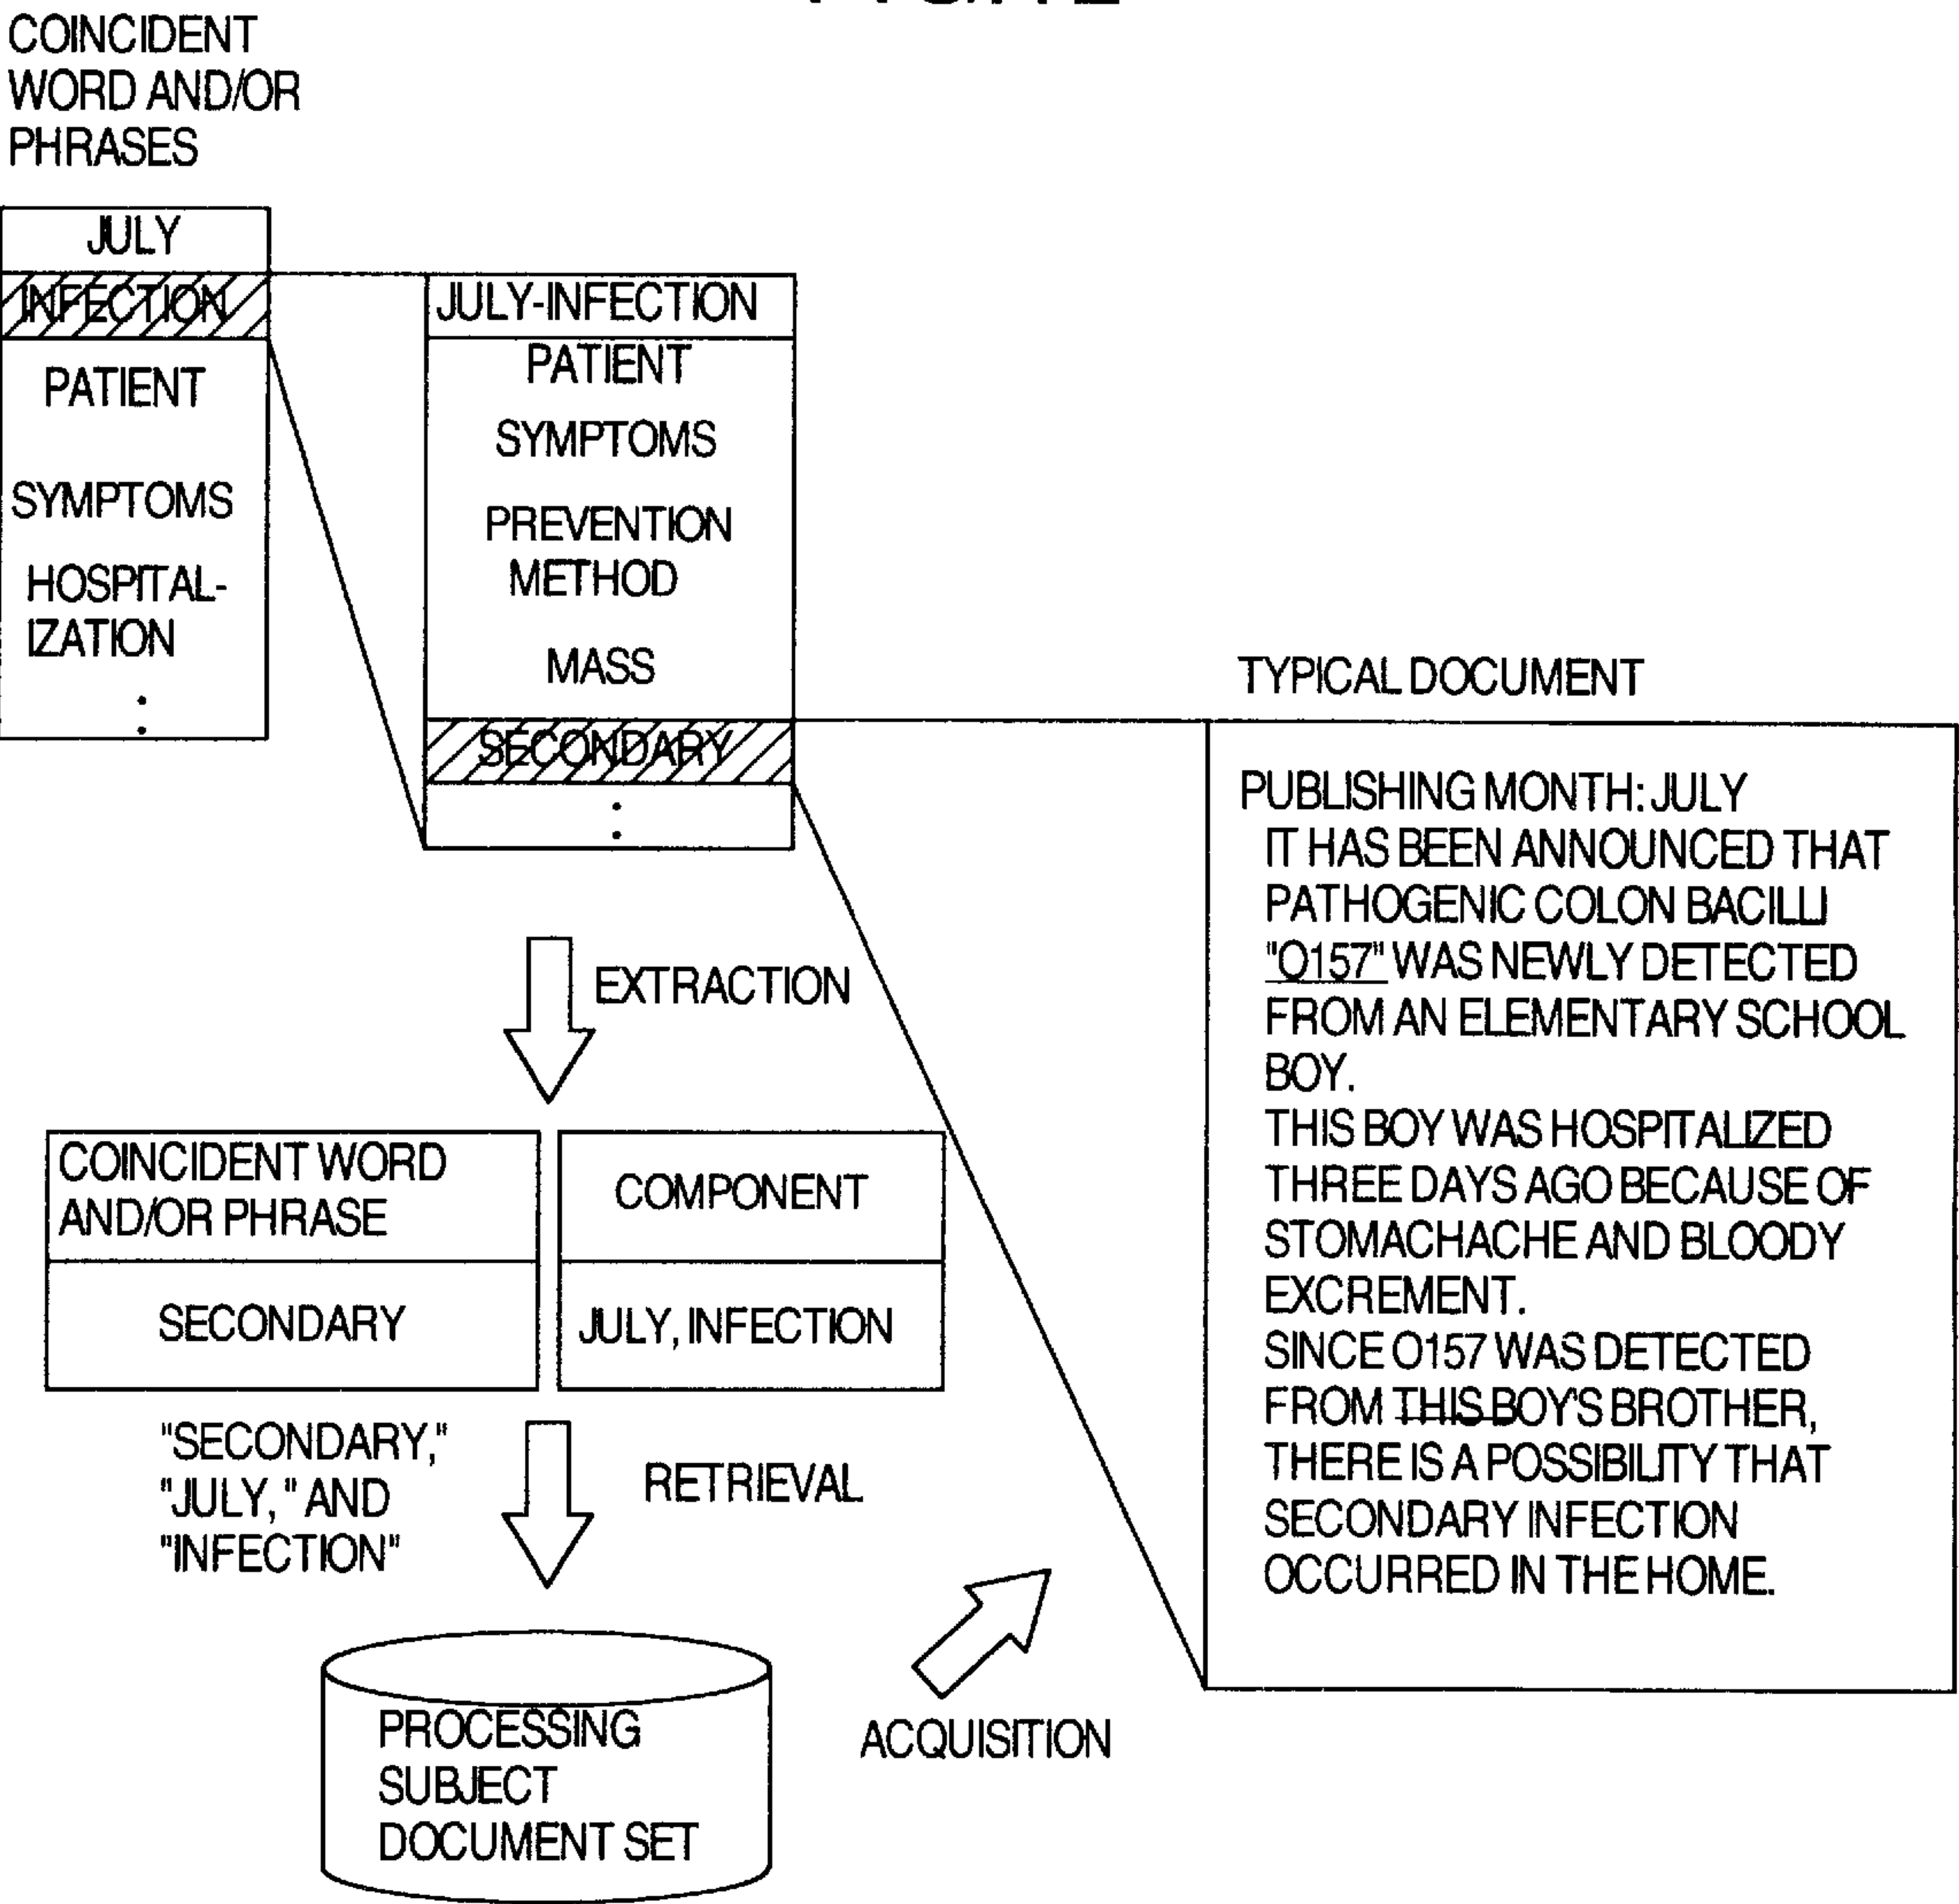 COINCIDENT
WORD AND/OR
PHRASES
JULY
INFECTION
PATIENT
SYMPTOMS
HOSPITAL-
IZATION
:
JULY-INFECTION
PATIENT
SYMPTOMS
PREVENTION
METHOD
MASS
SECONDARY
:
EXTRACTION
COINCIDENT WORD
AND/OR PHRASE
COMPONENT
SECONDARY
JULY, INFECTION
"SECONDARY,"
"JULY, " AND
"INFECTION"
RETRIEVAL
PROCESSING
SUBJECT
DOCUMENT SET
ACQUISITION
TYPICAL DOCUMENT
PUBLISHING MONTH: JULY
IT HAS BEEN ANNOUNCED THAT
PATHOGENIC COLON BACILLI
"O157" WAS NEWLY DETECTED
FROM AN ELEMENTARY SCHOOL
BOY.
THIS BOY WAS HOSPITALIZED
THREE DAYS AGO BECAUSE OF
STOMACHACHE AND BLOODY
EXCREMENT.
SINCE O157 WAS DETECTED
FROM THIS BOY'S BROTHER,
THERE IS A POSSIBILITY THAT
SECONDARY INFECTION
OCCURRED IN THE HOME.